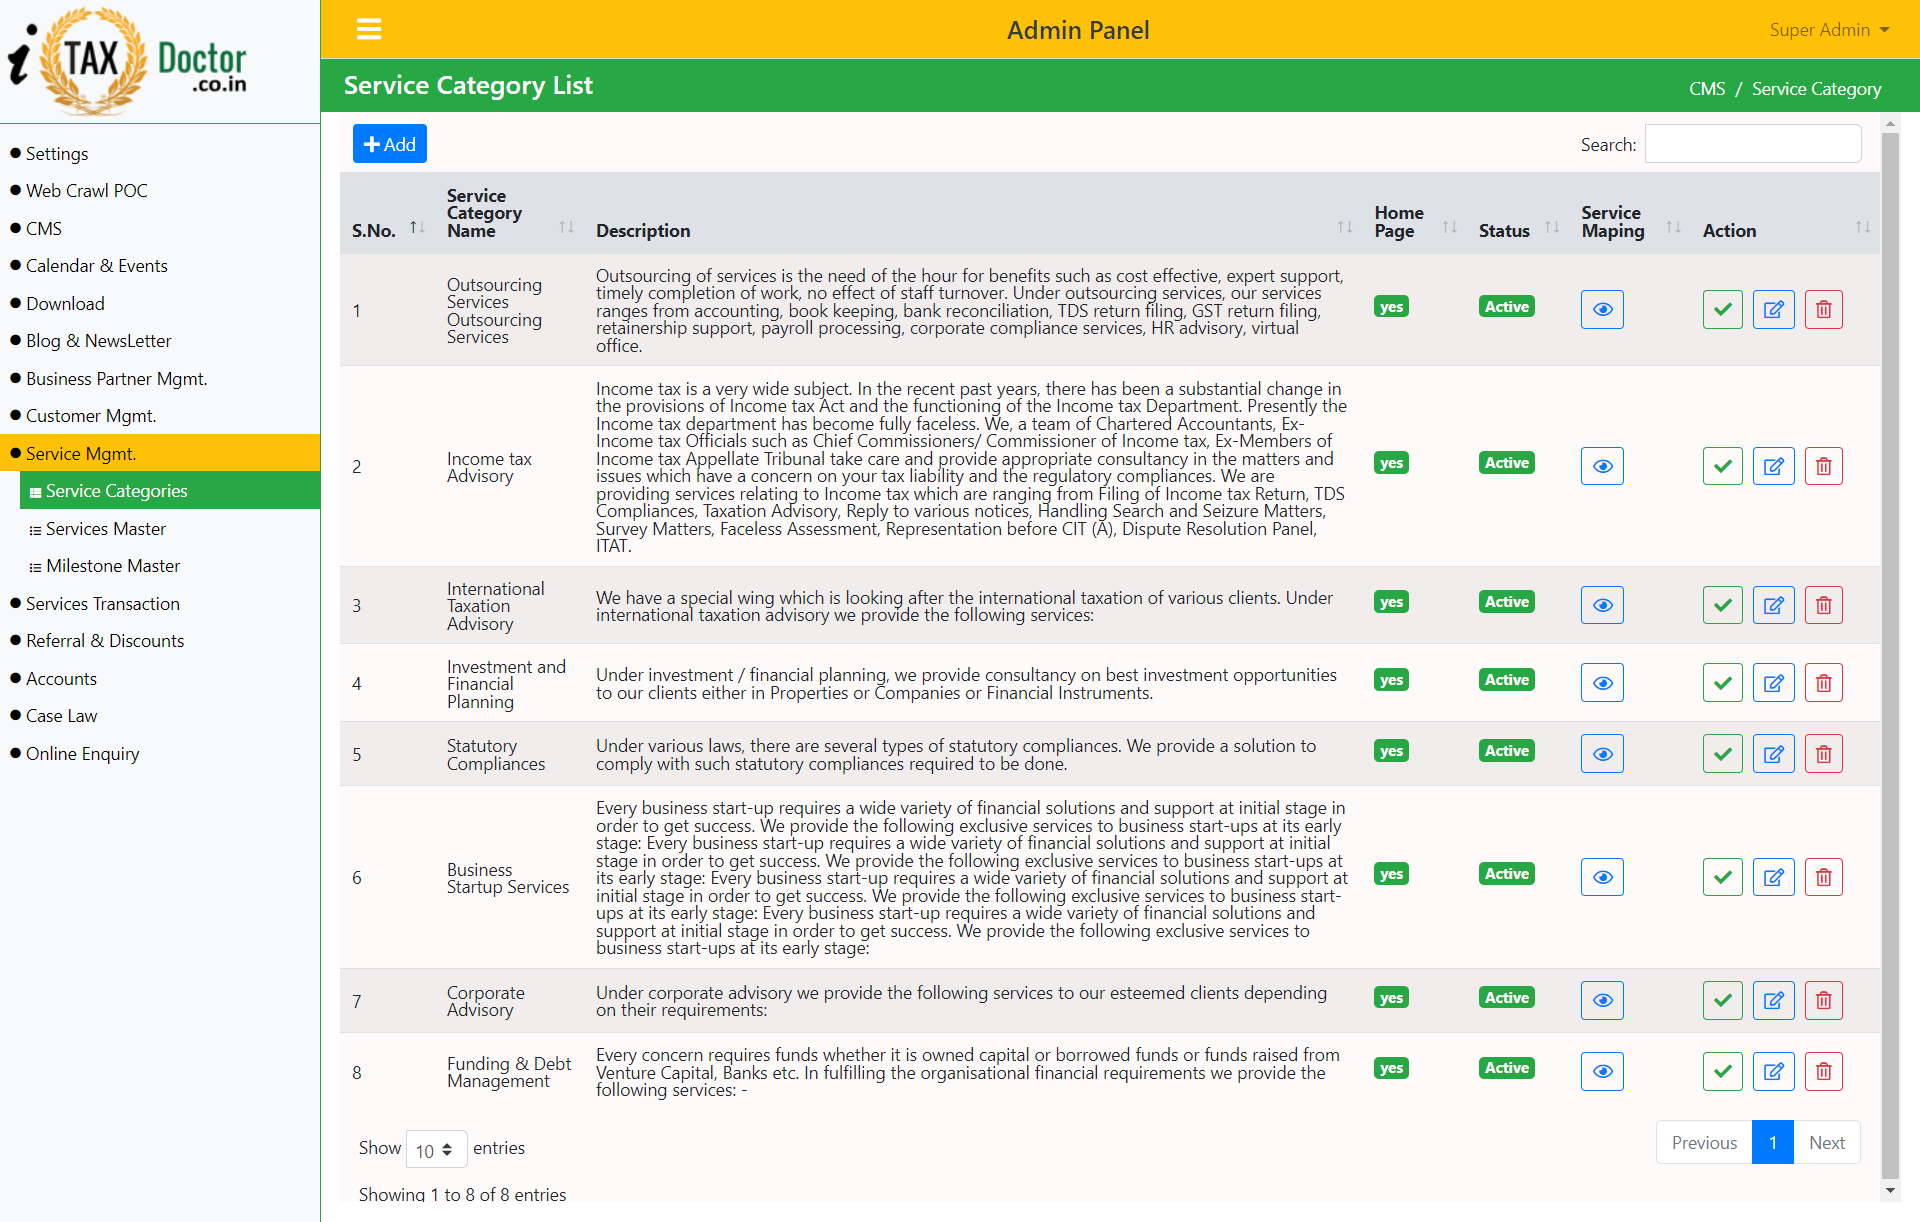 i TAX Doctor
.co.in
Admin Panel
Super Admin
Service Category List
CMS / Service Category
Settings
Web Crawl POC
CMS
Calendar & Events
Download
Blog & NewsLetter
Business Partner Mgmt.
Customer Mgmt.
Service Mgmt.
Service Categories
Services Master
Milestone Master
Services Transaction
Referral & Discounts
Accounts
Case Law
Online Enquiry
Add
Search:
S.No.
Service
Category
Name
Description
Home
Page
Status
Service
Maping
Action
1
Outsourcing
Services
Outsourcing
Services
Outsourcing of services is the need of the hour for benefits such as cost effective, expert support,
timely completion of work, no effect of staff turnover. Under outsourcing services, our services
ranges from accounting, book keeping, bank reconciliation, TDS return filing, GST return filing,
retainership support, payroll processing, corporate compliance services, HR advisory, virtual
office.
yes
Active
2
Income tax
Advisory
Income tax is a very wide subject. In the recent past years, there has been a substantial change in
the provisions of Income tax Act and the functioning of the Income tax Department. Presently the
Income tax department has become fully faceless. We, a team of Chartered Accountants, Ex-
Income tax Officials such as Chief Commissioners/ Commissioner of Income tax, Ex-Members of
Income tax Appellate Tribunal take care and provide appropriate consultancy in the matters and
issues which have a concern on your tax liability and the regulatory compliances. We are
providing services relating to Income tax which are ranging from Filing of Income tax Return, TDS
Compliances, Taxation Advisory, Reply to various notices, Handling Search and Seizure Matters,
Survey Matters, Faceless Assessment, Representation before CIT (A), Dispute Resolution Panel,
ITAT.
yes
Active
3
International
Taxation
Advisory
We have a special wing which is looking after the international taxation of various clients. Under
international taxation advisory we provide the following services:
yes
Active
4
Investment and
Financial
Planning
Under investment / financial planning, we provide consultancy on best investment opportunities
to our clients either in Properties or Companies or Financial Instruments.
yes
Active
5
Statutory
Compliances
Under various laws, there are several types of statutory compliances. We provide a solution to
comply with such statutory compliances required to be done.
yes
Active
6
Business
Startup Services
Every business start-up requires a wide variety of financial solutions and support at initial stage in
order to get success. We provide the following exclusive services to business start-ups at its early
stage: Every business start-up requires a wide variety of financial solutions and support at initial
stage in order to get success. We provide the following exclusive services to business start-ups at
its early stage: Every business start-up requires a wide variety of financial solutions and support at
initial stage in order to get success. We provide the following exclusive services to business start-
ups at its early stage: Every business start-up requires a wide variety of financial solutions and
support at initial stage in order to get success. We provide the following exclusive services to
business start-ups at its early stage:
yes
Active
7
Corporate
Advisory
Under corporate advisory we provide the following services to our esteemed clients depending
on their requirements:
yes
Active
8
Funding & Debt
Management
Every concern requires funds whether it is owned capital or borrowed funds or funds raised from
Venture Capital, Banks etc. In fulfilling the organisational financial requirements we provide the
following services: -
yes
Active
Show 10 entries
Previous 1 Next
Showing 1 to 8 of 8 entries